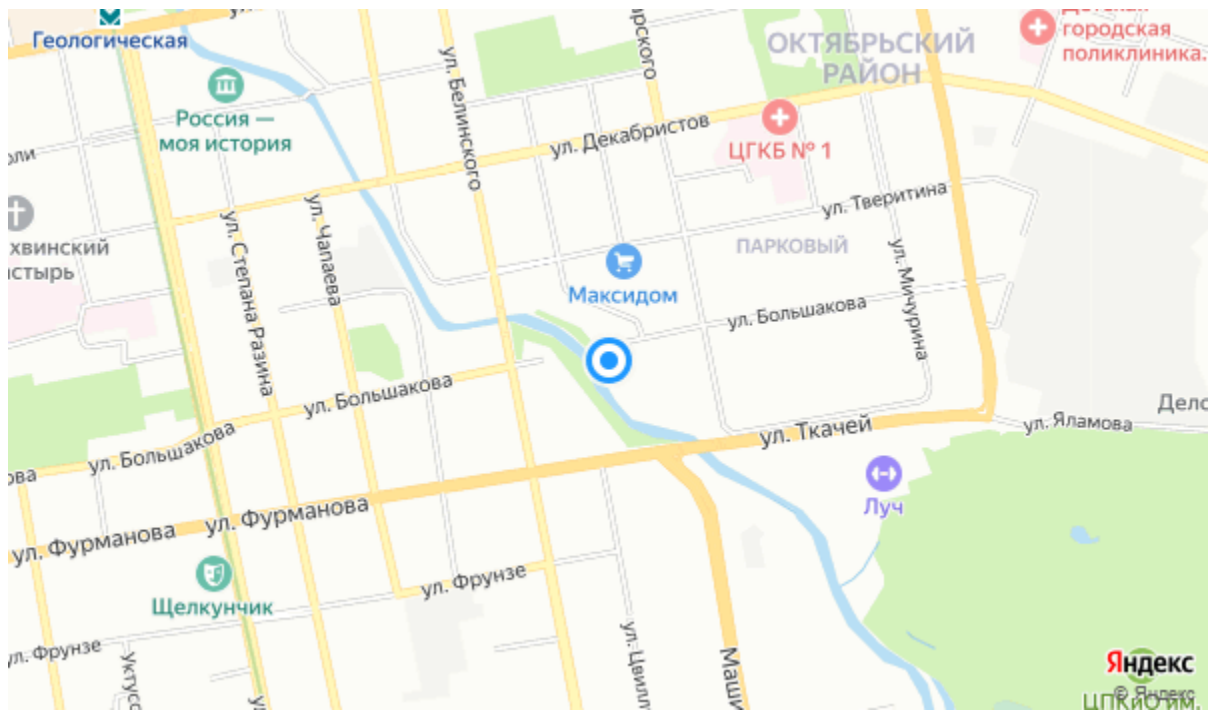 Геологическая
Россия —
моя история
ул. Белинского
ОКТЯБРЬСКИЙ
РАЙОН
городская
поликлиника.
ул. Декабристов
ЦГКБ № 1
ул. Тверитина
ПАРКОВЫЙ
ул. Степана Разина
ул. Чапаева
Максидом
ул. Большакова
ул. Мичурина
ул. Большакова
ул. Большакова
ул. Ткачей
ул. Яламова
Луч
ул. Фурманова
ул. Фурманова
Щелкунчик
ул. Фрунзе
ул. Фрунзе
Яндекс
© Яндекс